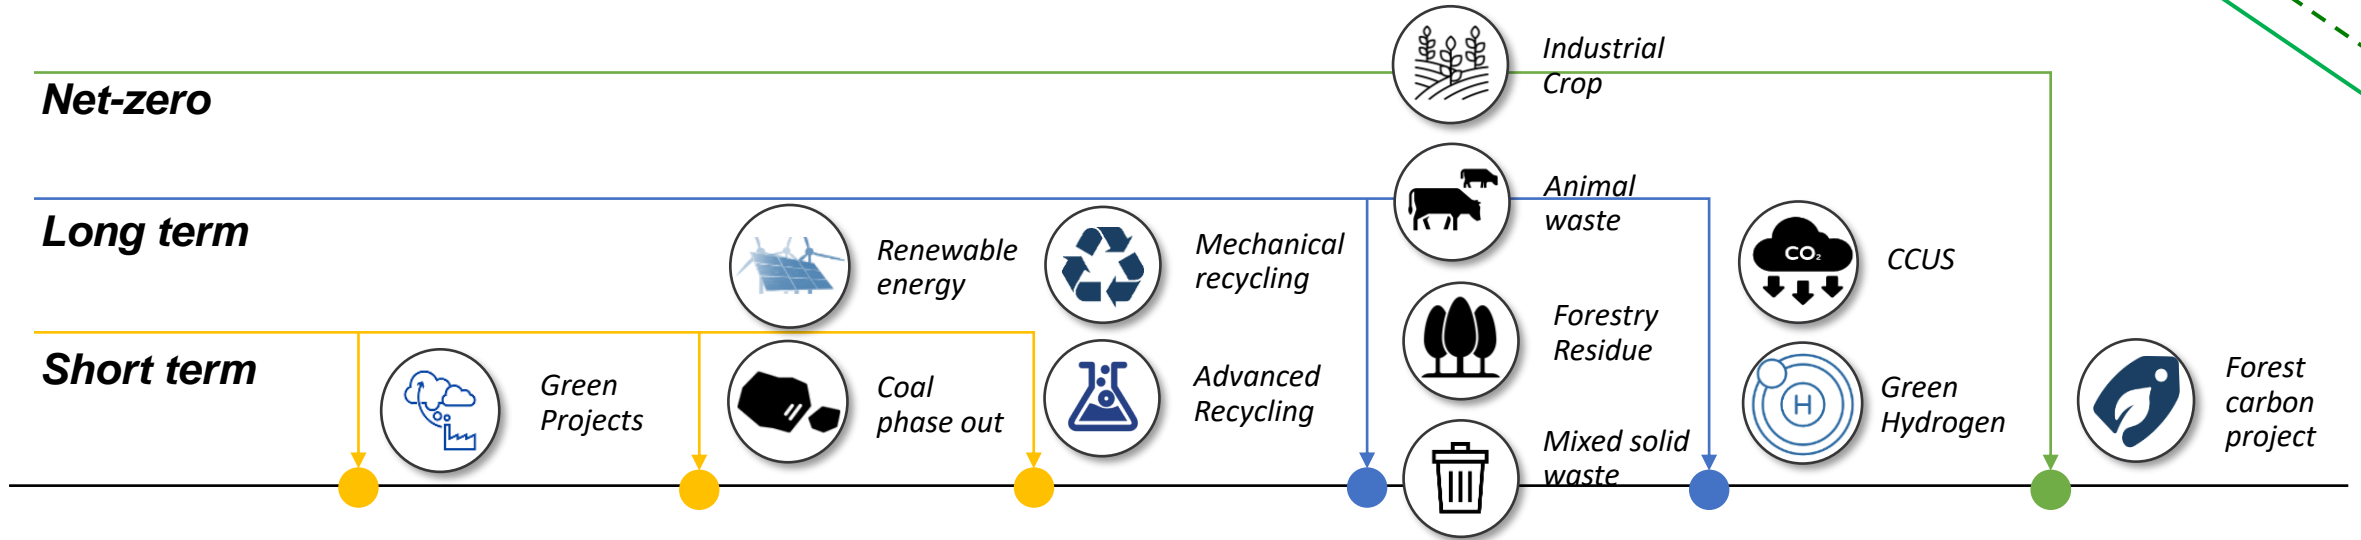 Net-zero
Industrial
Crop
Long term
Renewable
energy
Mechanical
recycling
Animal
waste
CO₂
CCUS
Short term
Green
Projects
Coal
phase out
Advanced
Recycling
Forestry
Residue
Mixed solid
waste
H
Green
Hydrogen
Forest
carbon
project